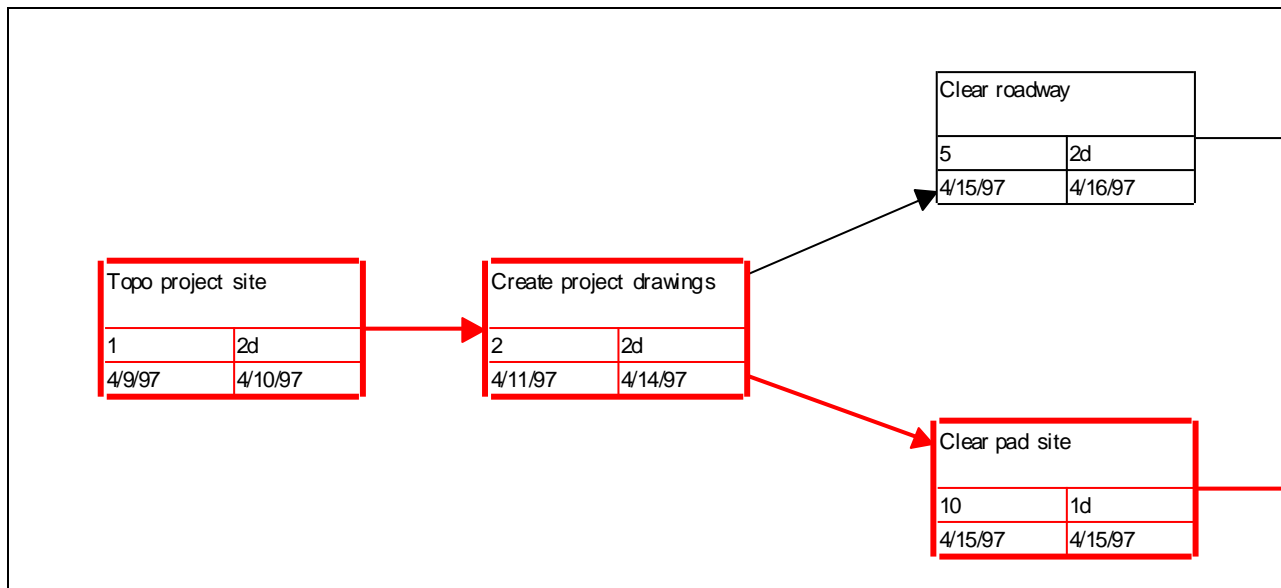 Clear roadway
5 2d
4/15/97 4/16/97
Topo project site
1 2d
4/9/97 4/10/97
Create project drawings
2 2d
4/11/97 4/14/97
Clear pad site
10 1d
4/15/97 4/15/97